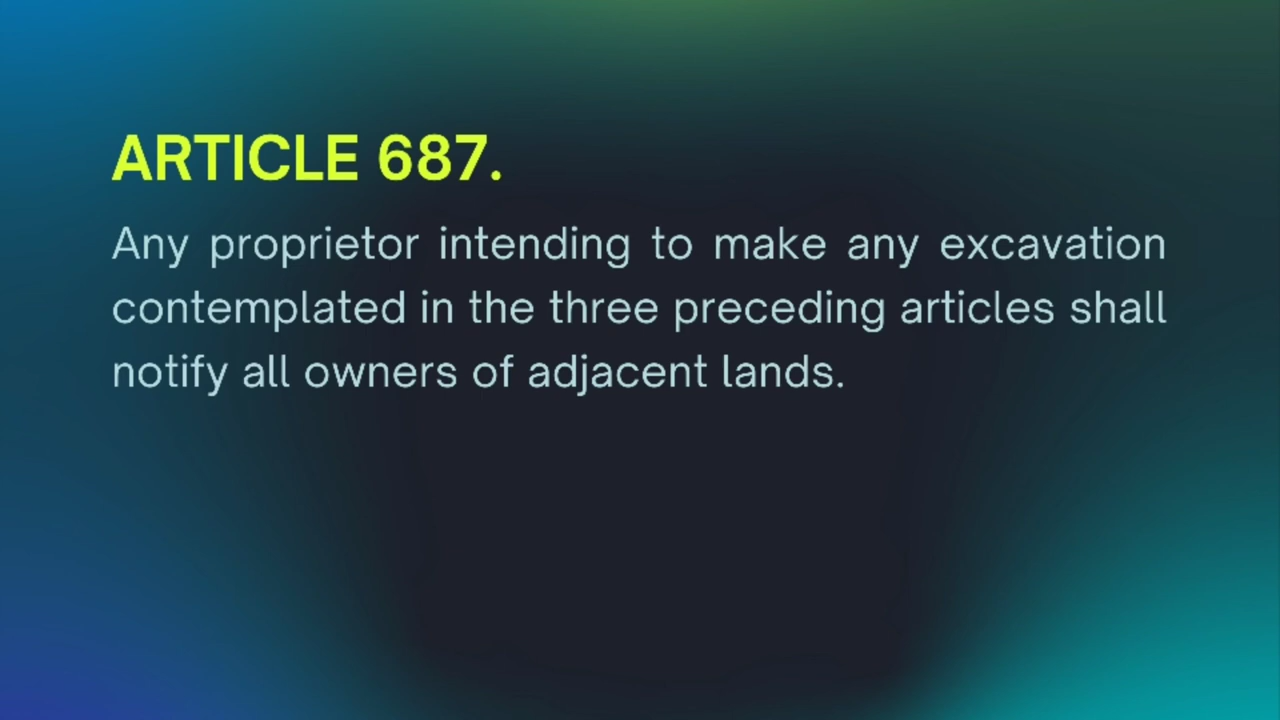 ARTICLE 687.
Any proprietor intending to make any excavation
contemplated in the three preceding articles shall
notify all owners of adjacent lands.